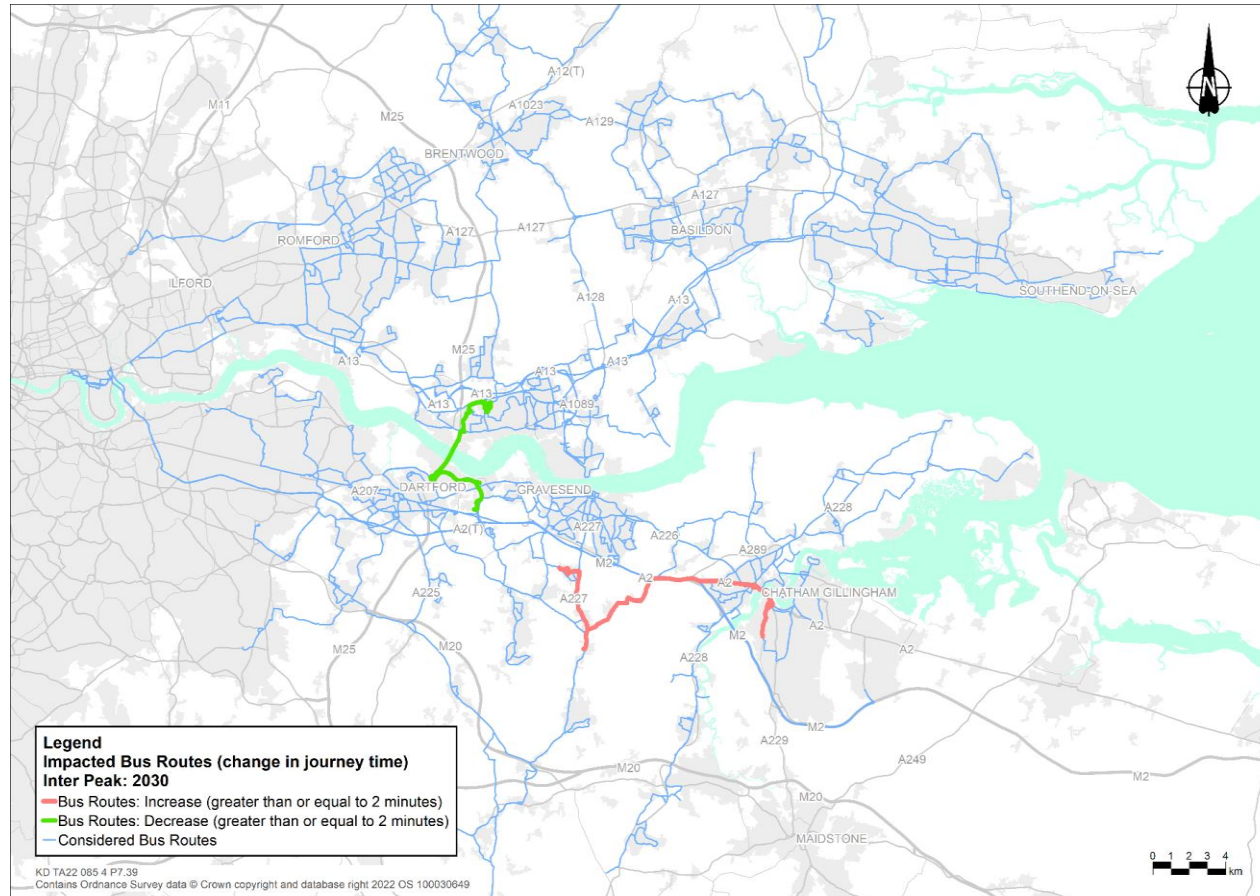 A12(T)
M11
M25
A1023
A129
BRENTWOOD
N
A127
A127
A127
ROMFORD
BASILDON
ILFORD
SOUTHEND-ON-SEA
A128
A13
M25
A13
A13
A13
A13
A13
A1089
DARTFORD
GRAVESEND
A207
A228
A2(T)
A227
A226
A289
M2
A2
A2
A225
A227
CHATHAM GILLINGHAM
A2
M2
A2
M25
M20
A228
M2
A229
A249
M20
M2
M20
MAIDSTONE
Legend
Impacted Bus Routes (change in journey time)
Inter Peak: 2030
Bus Routes: Increase (greater than or equal to 2 minutes)
Bus Routes: Decrease (greater than or equal to 2 minutes)
Considered Bus Routes
0 1 2 3 4
km
KD TA22 085 4 P7.39
Contains Ordnance Survey data © Crown copyright and database right 2022 OS 100030649